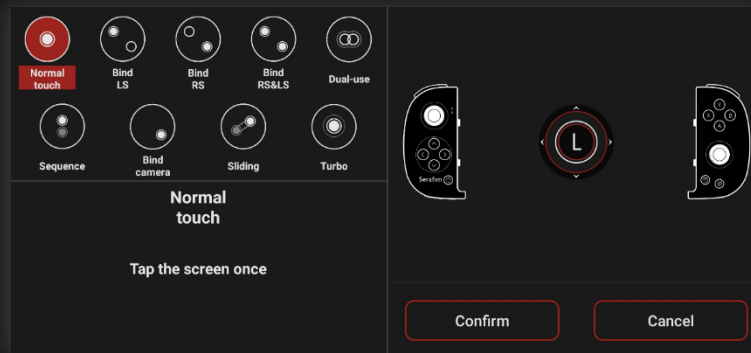 Normal
touch
Bind
LS
Bind
RS
Bind
RS&LS
Dual-use
Sequence
Bind
camera
Sliding
Turbo
Normal
touch
Tap the screen once
L
Serafim
Y
X
B
A
Confirm
Cancel